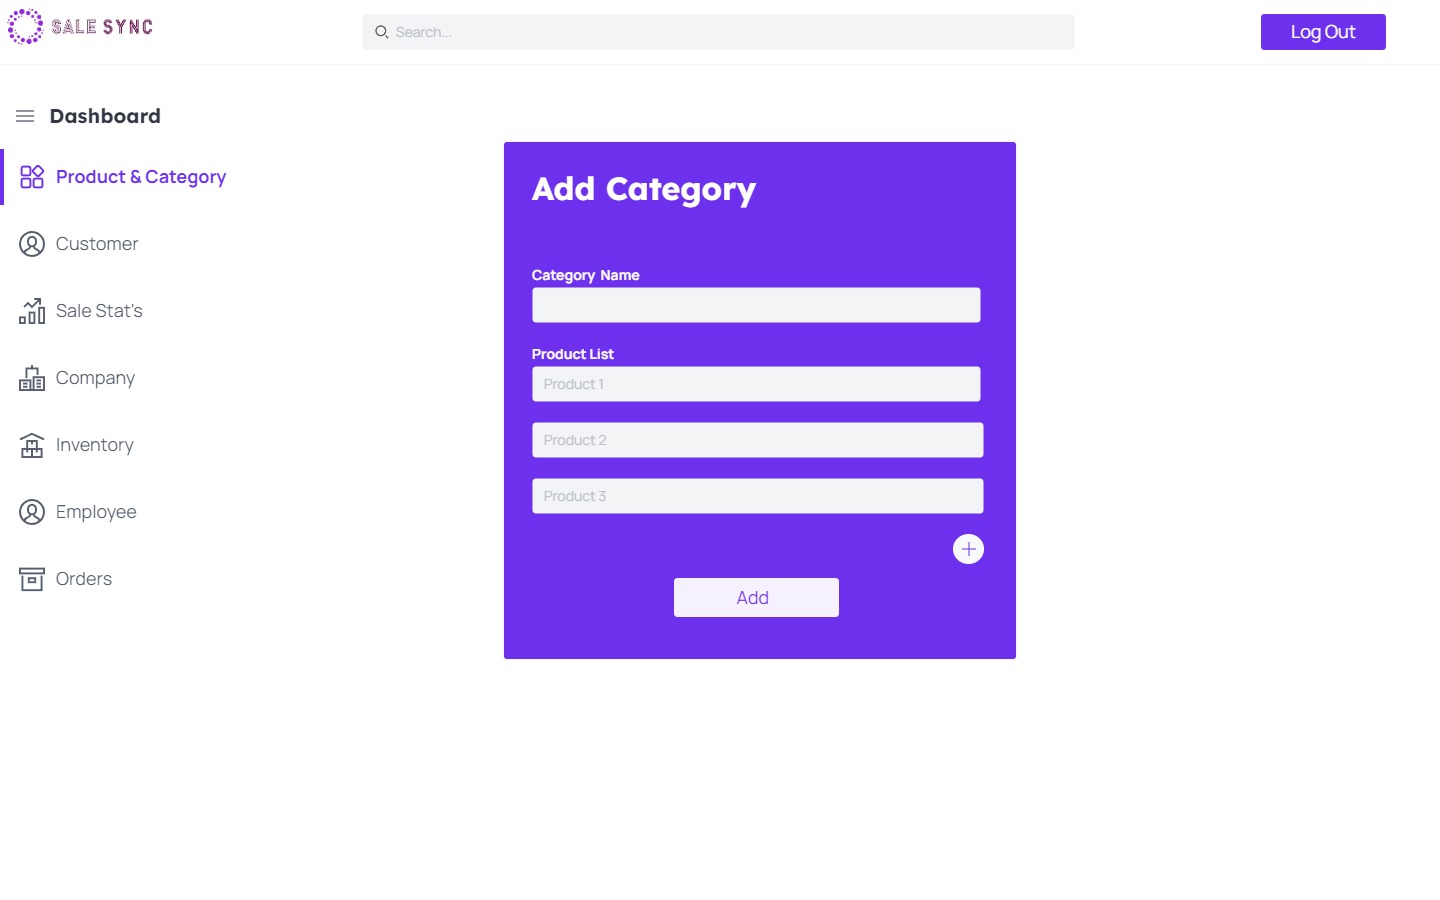 SALE SYNC
Search...
Log Out
Dashboard
Product & Category
Customer
Sale Stat's
Company
Inventory
Employee
Orders
Add Category
Category Name
Product List
Product 1
Product 2
Product 3
Add